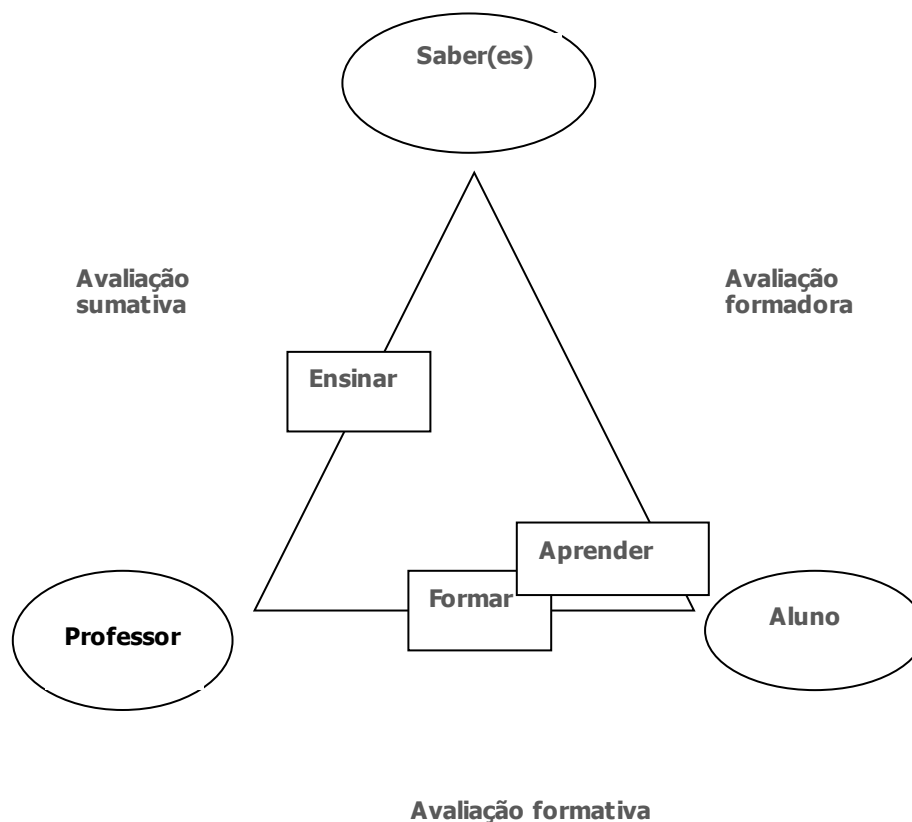 Saber(es)
Avaliação
sumativa
Avaliação
formadora
Ensinar
Aprender
Formar
Professor
Aluno
Avaliação formativa